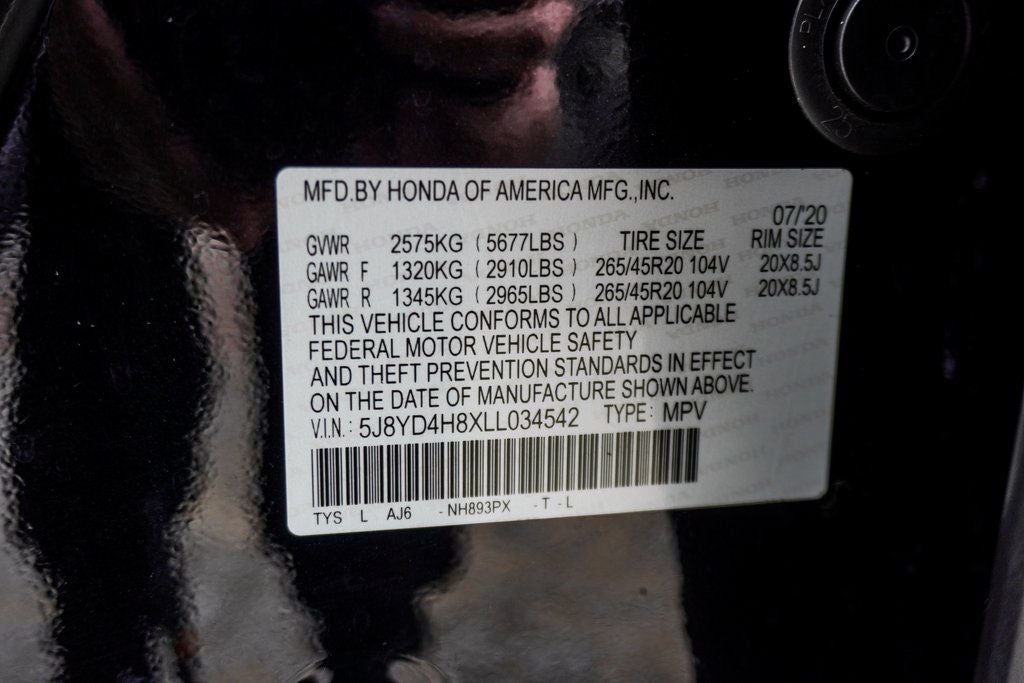 MFD.BY HONDA OF AMERICA MFG.,INC.
07/'20
GVWR 2575KG (5677LBS) TIRE SIZE RIM SIZE
GAWR F 1320KG (2910LBS) 265/45R20 104V 20X8.5J
GAWR R 1345KG (2965LBS) 265/45R20 104V 20X8.5J
THIS VEHICLE CONFORMS TO ALL APPLICABLE
FEDERAL MOTOR VEHICLE SAFETY
AND THEFT PREVENTION STANDARDS IN EFFECT
ON THE DATE OF MANUFACTURE SHOWN ABOVE.
V.I.N.: 5J8YD4H8XLL034542 TYPE: MPV
TYS L AJ6 -NH893PX -T-L